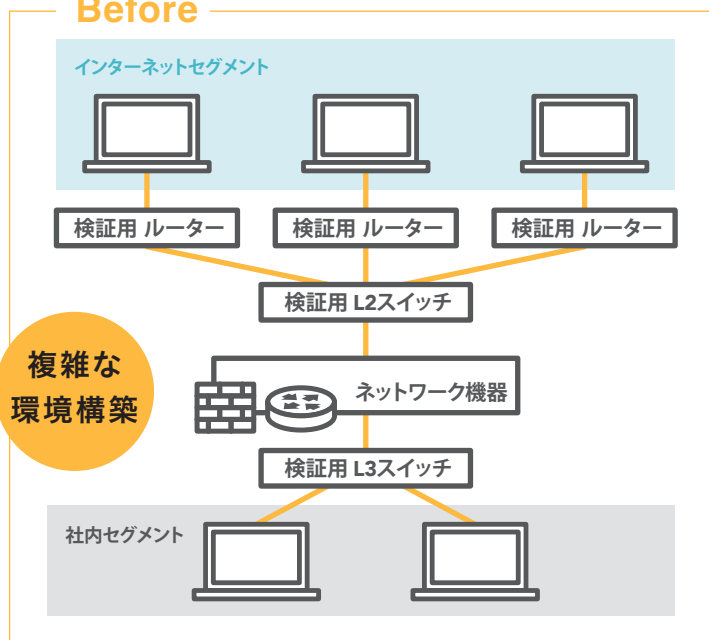 Before
インターネットセグメント
検証用 ルーター
検証用 ルーター
検証用 ルーター
検証用 L2スイッチ
複雑な
環境構築
ネットワーク機器
検証用 L3スイッチ
社内セグメント